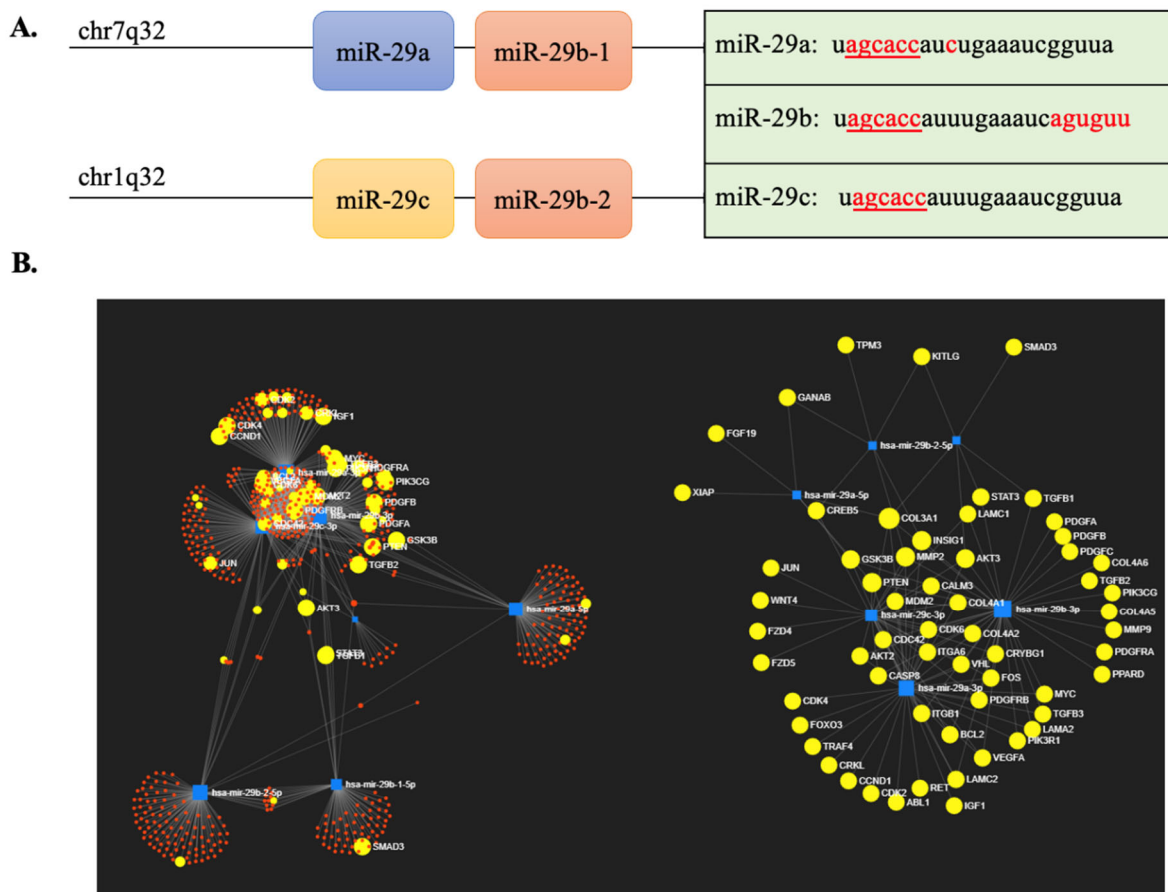 A.
chr7q32
miR-29a
miR-29b-1
miR-29a: uagcaccaucugaaaucgguua
miR-29b: uagcaccauuugaaaucaguguu
chr1q32
miR-29c
miR-29b-2
miR-29c: uagcaccauuugaaaucgguua
B.
CDK4
CCND1
IGF1
MYC
PIK3CG
PDGFB
PDGFA
PTEN
GSK3B
TGFB2
PDGFRB
CDC42
hsa-mir-29c-3p
JUN
AKT3
STAT3
TGFB1
hsa-mir-29a-5p
hsa-mir-29b-2-5p
hsa-mir-29b-1-5p
SMAD3
TPM3
KITLG
SMAD3
GANAB
FGF19
hsa-mir-29b-2-5p
XIAP
hsa-mir-29a-5p
CREB5
STAT3
TGFB1
LAMC1
COL3A1
PDGFA
PDGFB
PDGFC
INSIG1
GSK3B
MMP2
AKT3
COL4A6
JUN
PTEN
CALM3
TGFB2
PIK3CG
WNT4
MDM2
COL4A1
hsa-mir-29b-3p
COL4A5
hsa-mir-29c-3p
FZD4
CDC42
CDK6
COL4A2
MMP9
FZD5
AKT2
ITGA6
CRYBG1
PDGFRA
VHL
PPARD
CASP8
FOS
hsa-mir-29a-3p
CDK4
PDGFRB
MYC
FOXO3
ITGB1
TGFB3
TRAF4
BCL2
LAMA2
PIK3R1
CRKL
VEGFA
CCND1
CDK2
RET
LAMC2
ABL1
IGF1